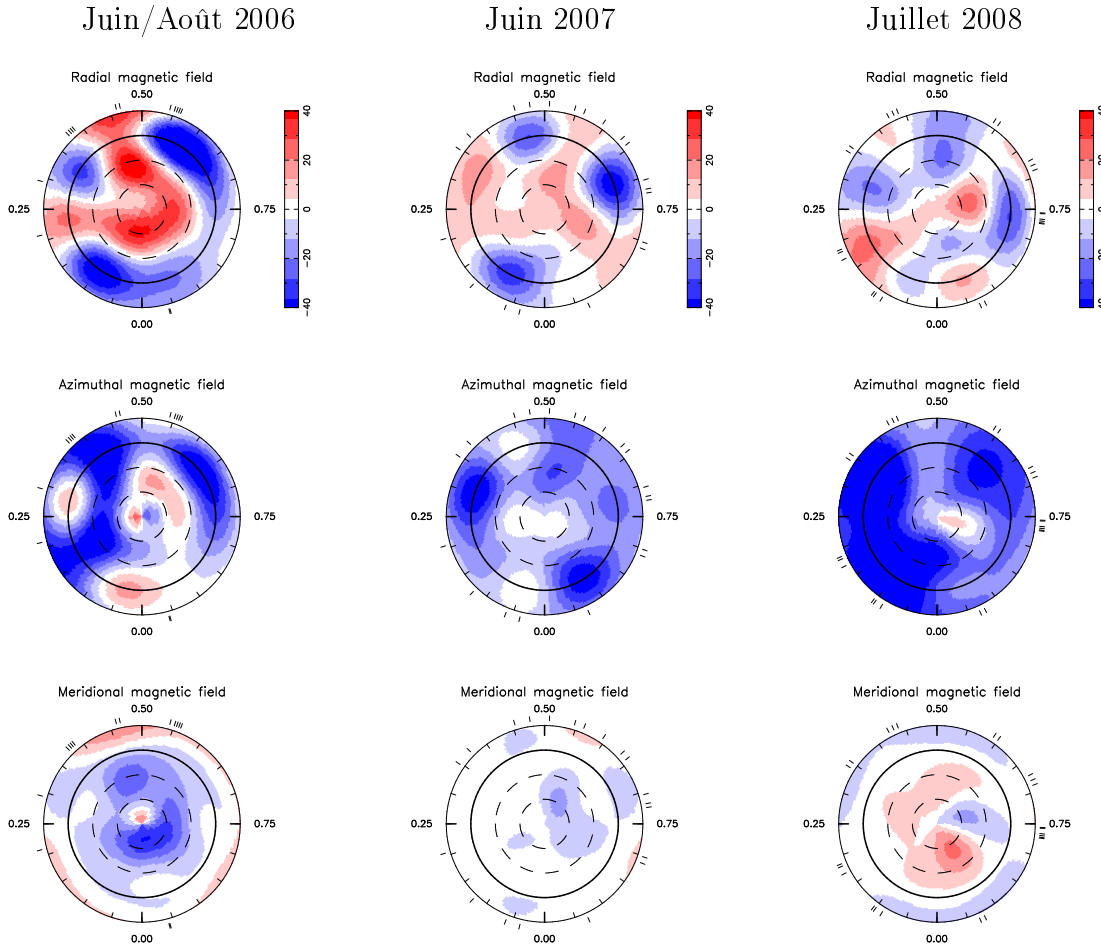 Juin/Août 2006 Juin 2007 Juillet 2008
Radial magnetic field Radial magnetic field Radial magnetic field
0.50 0.50 0.50
40 40
20 20
0.25 0.75 0.25 0.75 0.25 0.75
0 0
−20 −20
−40 −40
0.00 0.00 0.00
Azimuthal magnetic field Azimuthal magnetic field Azimuthal magnetic field
0.50 0.50 0.50
0.25 0.75 0.25 0.75 0.25 0.75
0.00 0.00 0.00
Meridional magnetic field Meridional magnetic field Meridional magnetic field
0.50 0.50 0.50
0.25 0.75 0.25 0.75 0.25 0.75
0.00 0.00 0.00